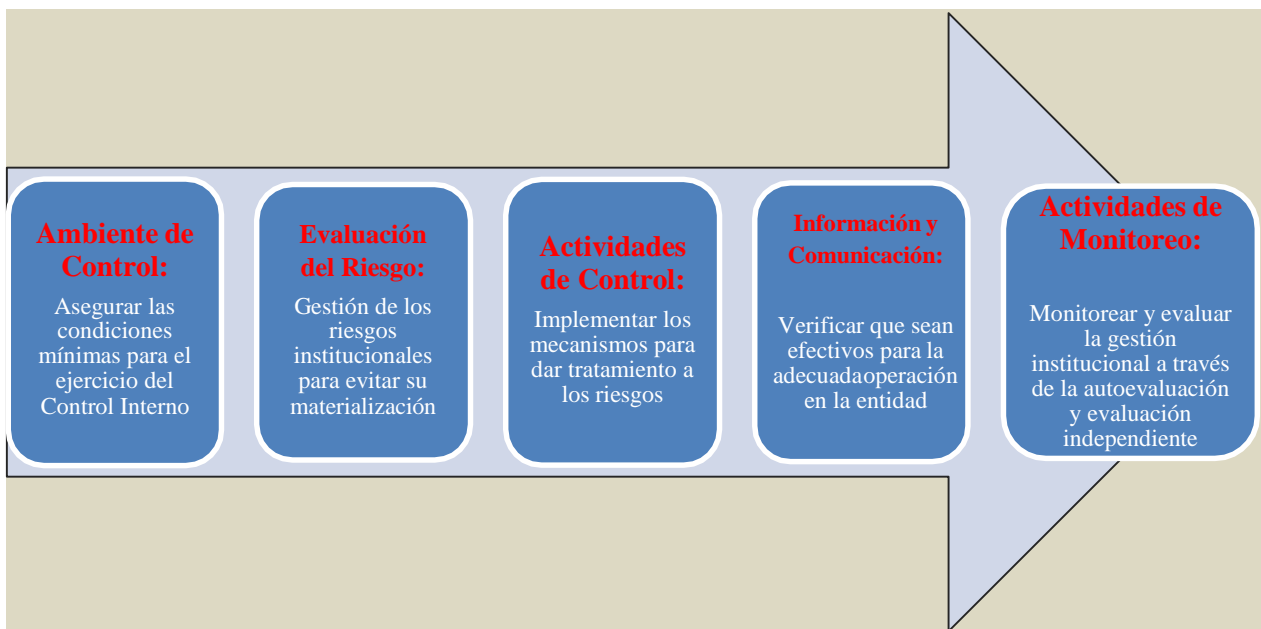 Ambiente de
Control:
Asegurar las
condiciones
mínimas para el
ejercicio del
Control Interno
Evaluación
del Riesgo:
Gestión de los
riesgos
institucionales
para evitar su
materialización
Actividades
de Control:
Implementar los
mecanismos para
dar tratamiento a
los riesgos
Información y
Comunicación:
Verificar que sean
efectivos para la
adecuadaoperación
en la entidad
Actividades de
Monitoreo:
Monitorear y evaluar
la gestión
institucional a través
de la autoevaluación
y evaluación
independiente